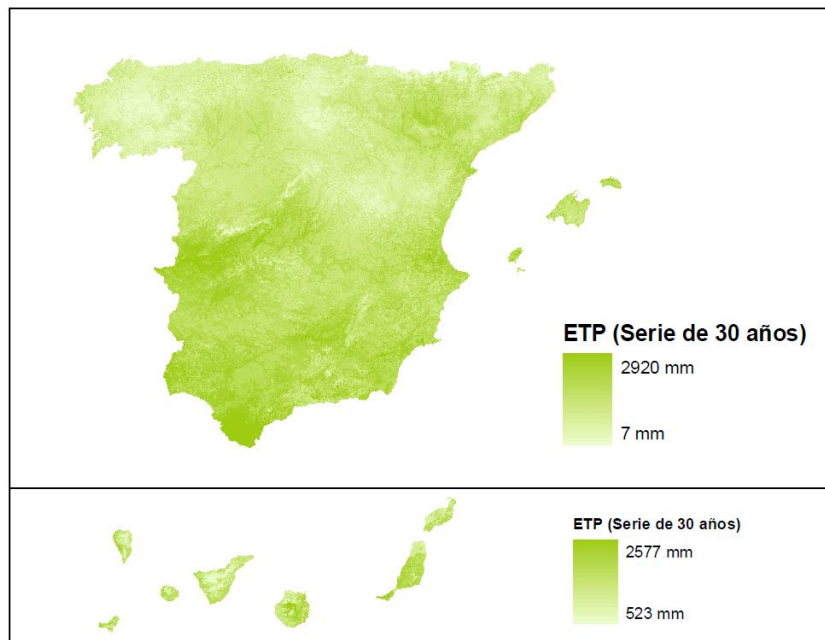 ETP (Serie de 30 años)
2920 mm
7 mm
ETP (Serie de 30 años)
2577 mm
523 mm